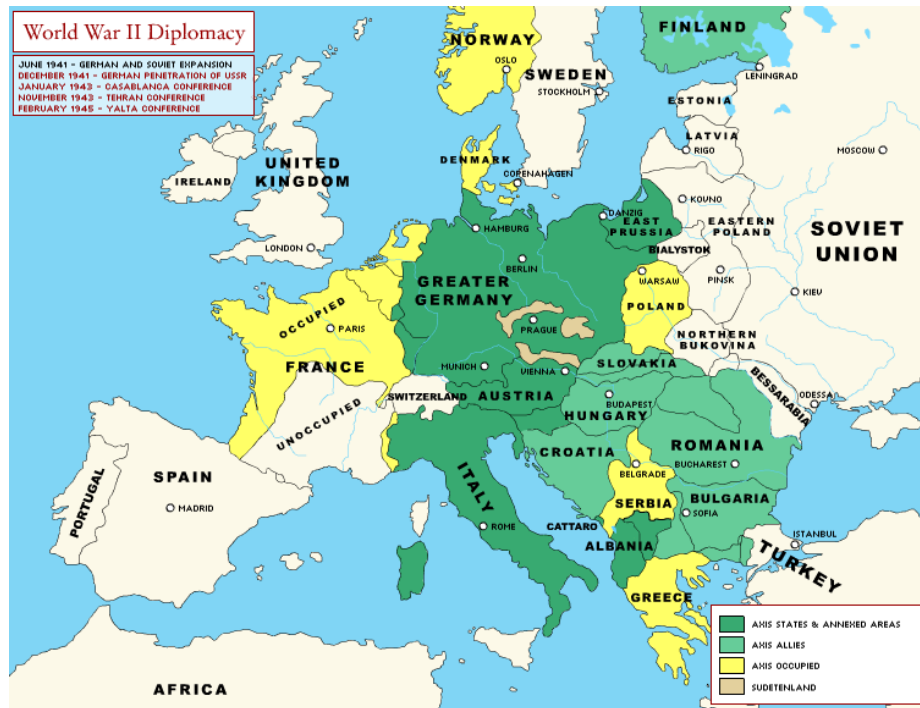 World War II Diplomacy
JUNE 1941 – GERMAN AND SOVIET EXPANSION
DECEMBER 1941 – GERMAN PENETRATION OF USSR
JANUARY 1943 – CASABLANCA CONFERENCE
NOVEMBER 1943 – TEHRAN CONFERENCE
FEBRUARY 1945 – YALTA CONFERENCE
NORWAY
OSLO
SWEDEN
STOCKHOLM
FINLAND
LENINGRAD
ESTONIA
LATVIA
RIGO
MOSCOW
DENMARK
COPENHAGEN
UNITED
KINGDOM
IRELAND
LONDON
KOVNO
DANZIG
EAST
PRUSSIA
EASTERN
POLAND
BIALYSTOK
SOVIET
UNION
HAMBURG
BERLIN
GREATER
GERMANY
WARSAW
POLAND
PINSK
KIEV
OCCUPIED
PARIS
FRANCE
UNOCCUPIED
PRAGUE
NORTHERN
BUKOVINA
SLOVAKIA
MUNICH
VIENNA
SWITZERLAND
AUSTRIA
BUDAPEST
HUNGARY
BESSARABIA
ODESSA
CROATIA
ROMANIA
BUCHAREST
BELGRADE
SERBIA
BULGARIA
SOFIA
PORTUGAL
SPAIN
MADRID
ITALY
ROME
CATTARO
ALBANIA
ISTANBUL
TURKEY
GREECE
AFRICA
AXIS STATES & ANNEXED AREAS
AXIS ALLIES
AXIS OCCUPIED
SUDETENLAND